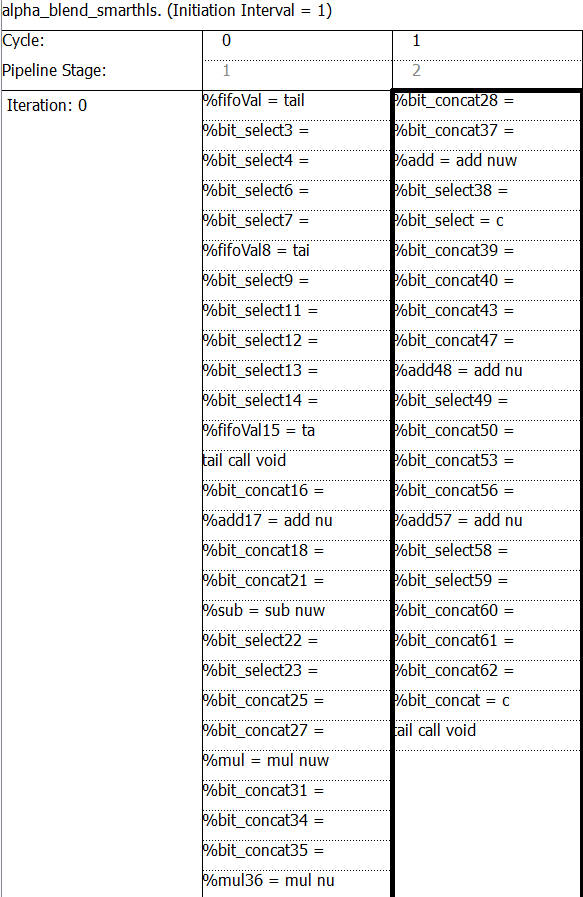 alpha_blend_smarthls. (Initiation Interval = 1)
Cycle: 0 1
Pipeline Stage: 1 2
Iteration: 0 %fifoVal = tail %bit_concat28 =
%bit_select3 = %bit_concat37 =
%bit_select4 = %add = add nuw
%bit_select6 = %bit_select38 =
%bit_select7 = %bit_select = c
%fifoVal8 = tai %bit_concat39 =
%bit_select9 = %bit_concat40 =
%bit_select11 = %bit_concat43 =
%bit_select12 = %bit_concat47 =
%bit_select13 = %add48 = add nu
%bit_select14 = %bit_select49 =
%fifoVal15 = ta %bit_concat50 =
tail call void %bit_concat53 =
%bit_concat16 = %bit_concat56 =
%add17 = add nu %add57 = add nu
%bit_concat18 = %bit_select58 =
%bit_concat21 = %bit_select59 =
%sub = sub nuw %bit_concat60 =
%bit_select22 = %bit_concat61 =
%bit_select23 = %bit_concat62 =
%bit_concat25 = %bit_concat = c
%bit_concat27 = tail call void
%mul = mul nuw
%bit_concat31 =
%bit_concat34 =
%bit_concat35 =
%mul36 = mul nu